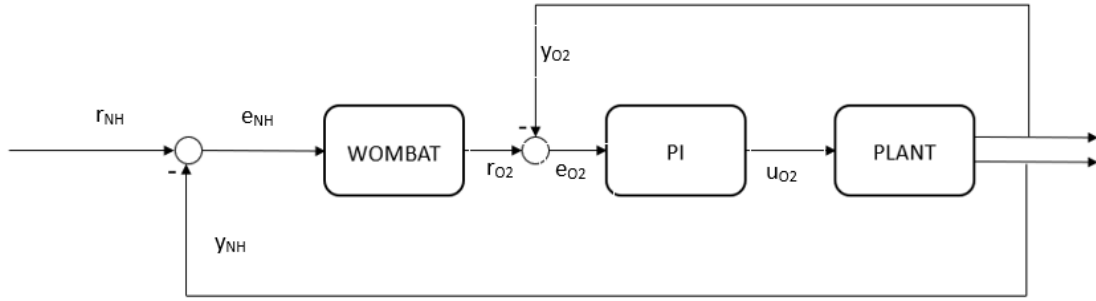 yO2
rNH
eNH
-
WOMBAT
PI
PLANT
rO2
eO2
uO2
-
yNH